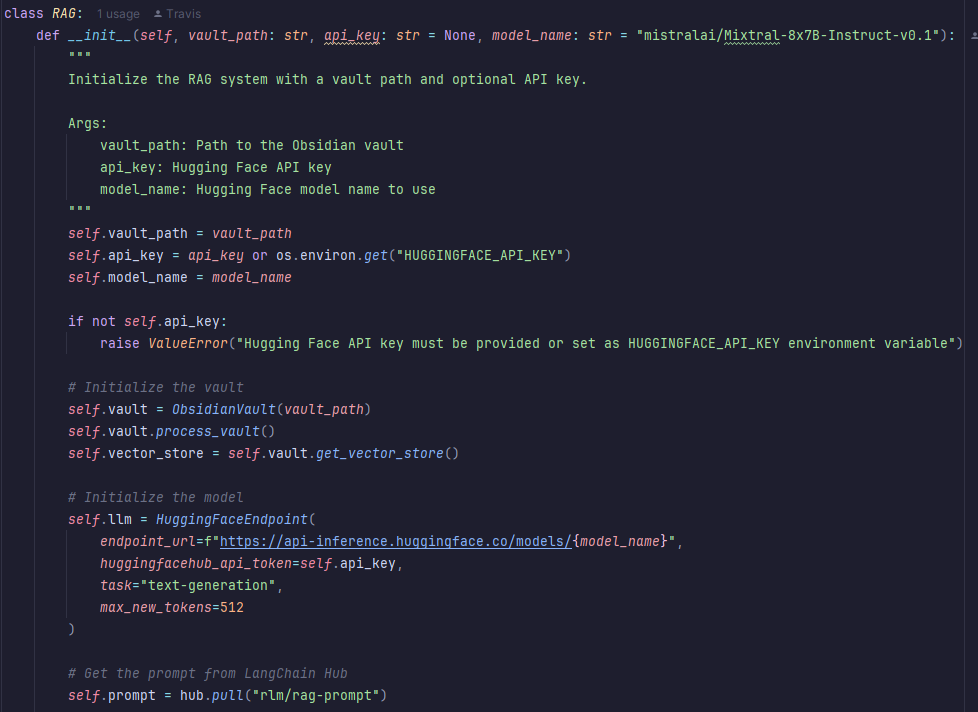 class RAG:  1 usage  Travis
    def __init__(self, vault_path: str, api_key: str = None, model_name: str = "mistralai/Mixtral-8x7B-Instruct-v0.1"):
        """
        Initialize the RAG system with a vault path and optional API key.

        Args:
            vault_path: Path to the Obsidian vault
            api_key: Hugging Face API key
            model_name: Hugging Face model name to use
        """
        self.vault_path = vault_path
        self.api_key = api_key or os.environ.get("HUGGINGFACE_API_KEY")
        self.model_name = model_name

        if not self.api_key:
            raise ValueError("Hugging Face API key must be provided or set as HUGGINGFACE_API_KEY environment variable")

        # Initialize the vault
        self.vault = ObsidianVault(vault_path)
        self.vault.process_vault()
        self.vector_store = self.vault.get_vector_store()

        # Initialize the model
        self.llm = HuggingFaceEndpoint(
            endpoint_url=f"https://api-inference.huggingface.co/models/{model_name}",
            huggingfacehub_api_token=self.api_key,
            task="text-generation",
            max_new_tokens=512
        )

        # Get the prompt from LangChain Hub
        self.prompt = hub.pull("rlm/rag-prompt")